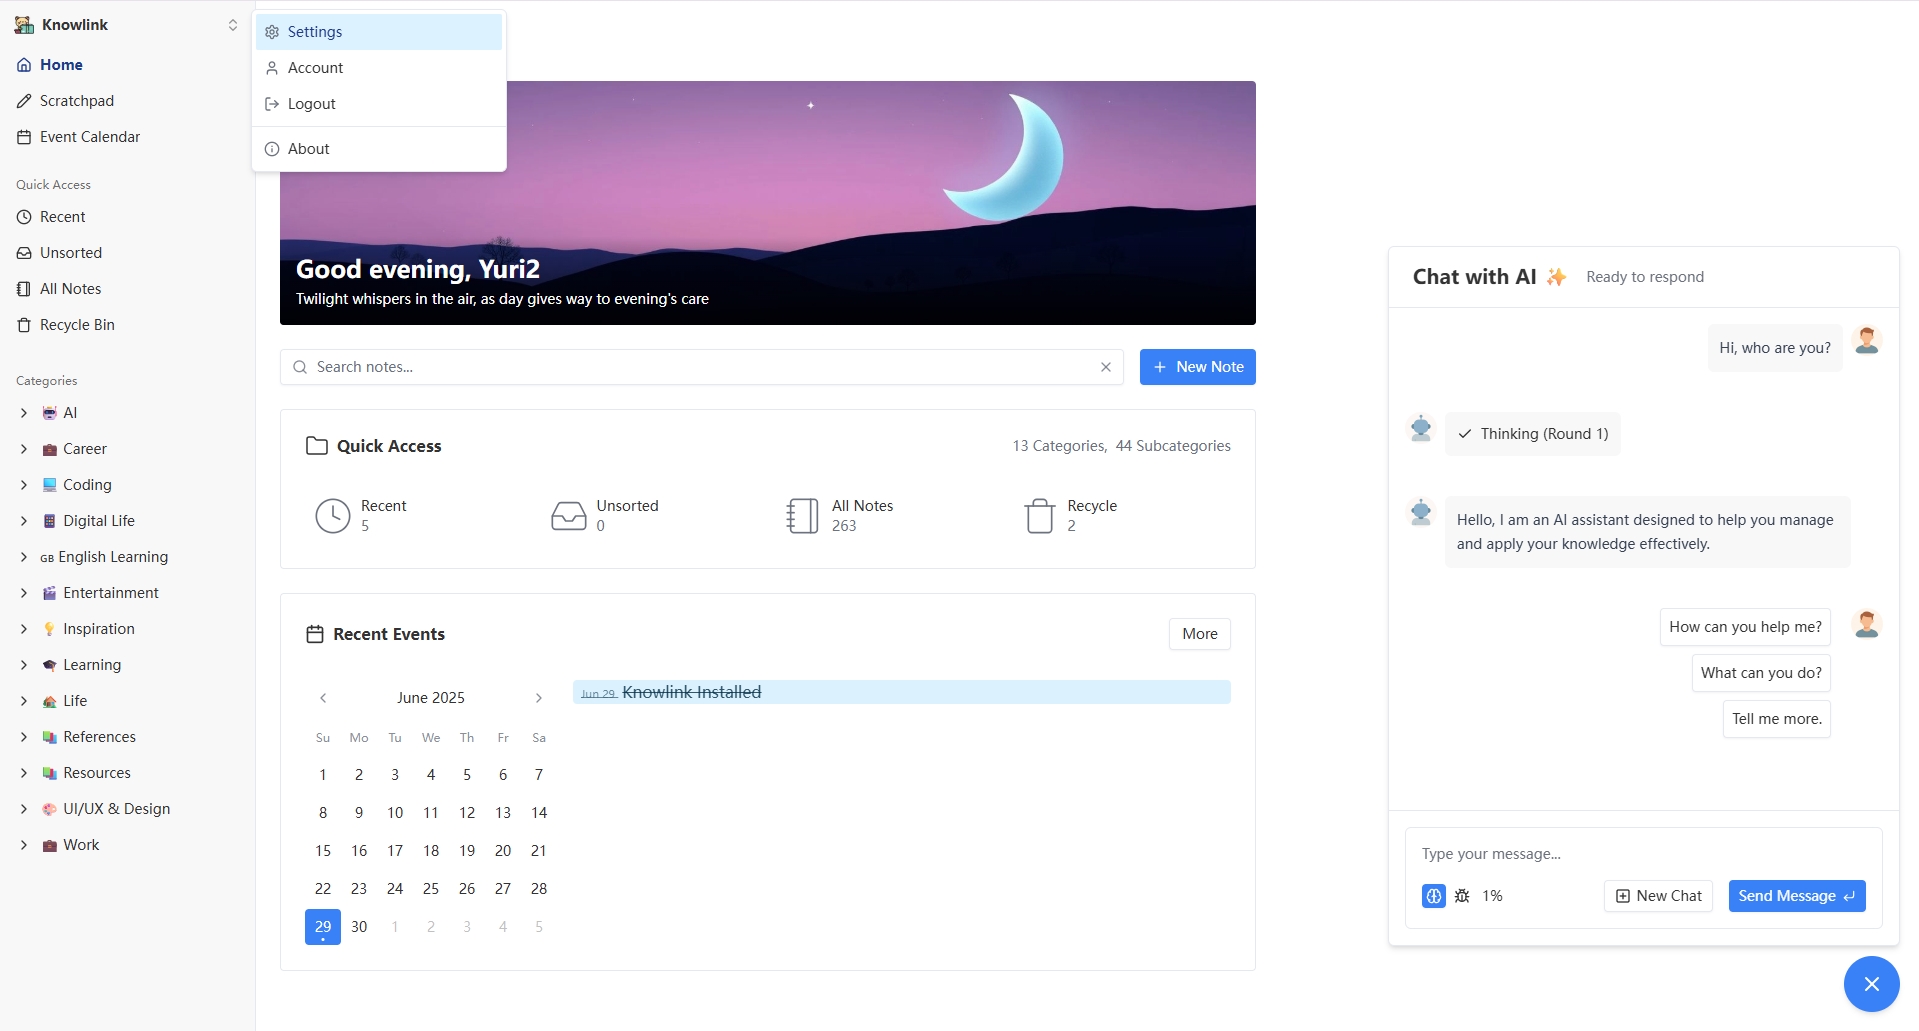 Knowlink
Home
Scratchpad
Event Calendar
Quick Access
Recent
Unsorted
All Notes
Recycle Bin
Categories
AI
Career
Coding
Digital Life
GB English Learning
Entertainment
Inspiration
Learning
Life
References
Resources
UI/UX & Design
Work
Settings
Account
Logout
About
Good evening, Yuri2
Twilight whispers in the air, as day gives way to evening's care
Search notes...
New Note
Quick Access
13 Categories, 44 Subcategories
Recent
5
Unsorted
0
All Notes
263
Recycle
2
Recent Events
More
June 2025
Su Mo Tu We Th Fr Sa
1 2 3 4 5 6 7
8 9 10 11 12 13 14
15 16 17 18 19 20 21
22 23 24 25 26 27 28
29 30 1 2 3 4 5
Jun 29 Knowlink Installed
Chat with AI ✨ Ready to respond
Hi, who are you?
Thinking (Round 1)
Hello, I am an AI assistant designed to help you manage
and apply your knowledge effectively.
How can you help me?
What can you do?
Tell me more.
Type your message...
1%
New Chat
Send Message